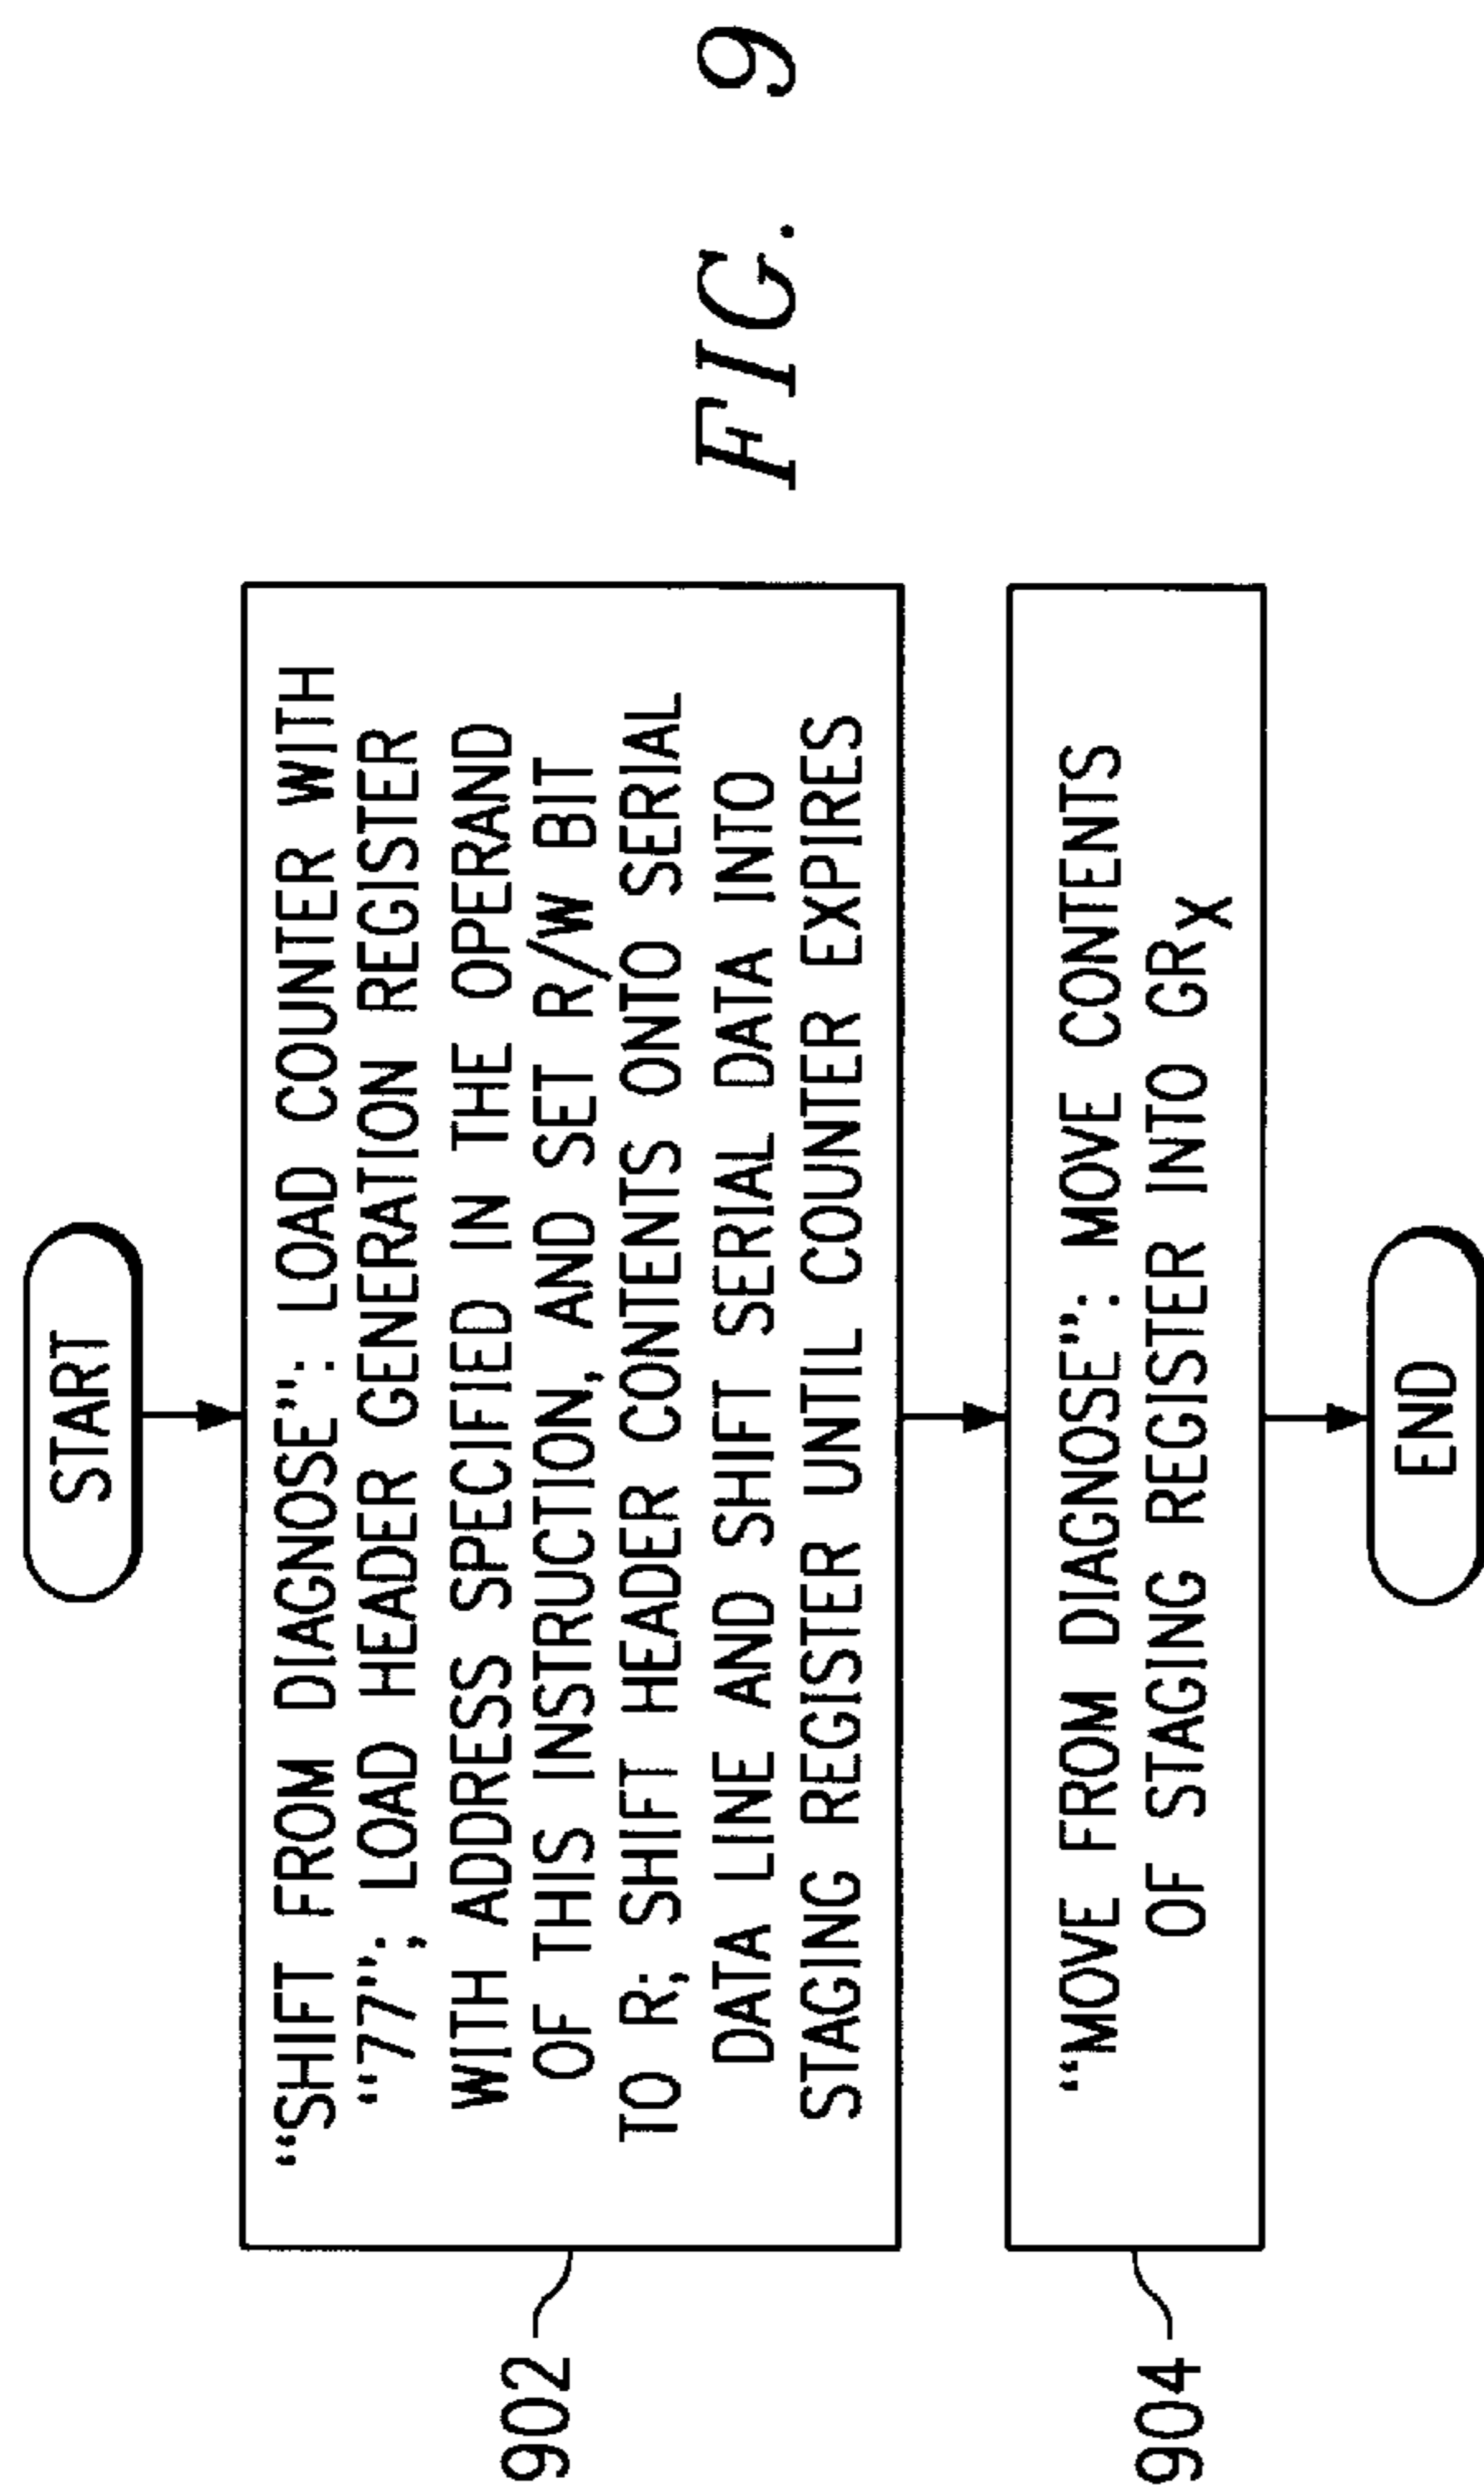 START
902
“SHIFT FROM DIAGNOSE”: LOAD COUNTER WITH
“77”; LOAD HEADER GENERATION REGISTER
WITH ADDRESS SPECIFIED IN THE OPERAND
OF THIS INSTRUCTION, AND SET R/W BIT
TO R; SHIFT HEADER CONTENTS ONTO SERIAL
DATA LINE AND SHIFT SERIAL DATA INTO
STAGING REGISTER UNTIL COUNTER EXPIRES
904
“MOVE FROM DIAGNOSE”: MOVE CONTENTS
OF STAGING REGISTER INTO GRX
END
FIG. 9